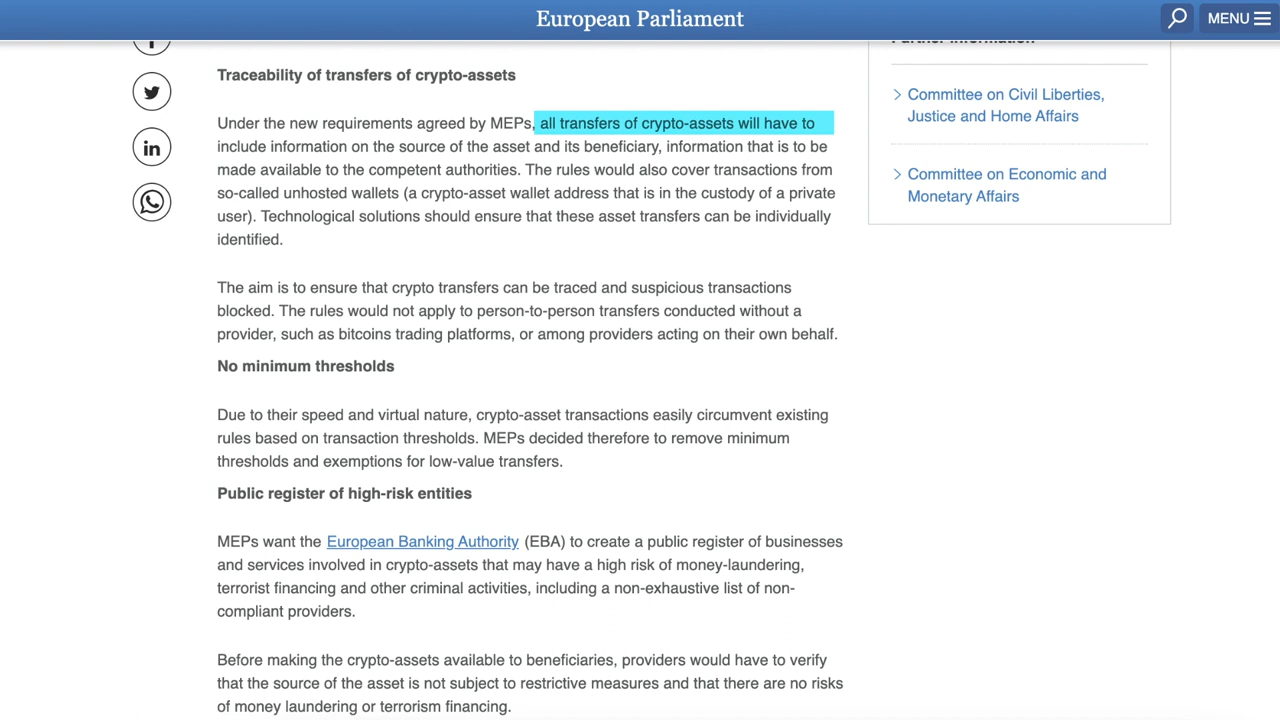 European Parliament
MENU
Further information
Traceability of transfers of crypto-assets
Under the new requirements agreed by MEPs, all transfers of crypto-assets will have to
include information on the source of the asset and its beneficiary, information that is to be
made available to the competent authorities. The rules would also cover transactions from
so-called unhosted wallets (a crypto-asset wallet address that is in the custody of a private
user). Technological solutions should ensure that these asset transfers can be individually
identified.
The aim is to ensure that crypto transfers can be traced and suspicious transactions
blocked. The rules would not apply to person-to-person transfers conducted without a
provider, such as bitcoins trading platforms, or among providers acting on their own behalf.
No minimum thresholds
Due to their speed and virtual nature, crypto-asset transactions easily circumvent existing
rules based on transaction thresholds. MEPs decided therefore to remove minimum
thresholds and exemptions for low-value transfers.
Public register of high-risk entities
MEPs want the European Banking Authority (EBA) to create a public register of businesses
and services involved in crypto-assets that may have a high risk of money-laundering,
terrorist financing and other criminal activities, including a non-exhaustive list of non-
compliant providers.
Before making the crypto-assets available to beneficiaries, providers would have to verify
that the source of the asset is not subject to restrictive measures and that there are no risks
of money laundering or terrorism financing.
Committee on Civil Liberties,
Justice and Home Affairs
Committee on Economic and
Monetary Affairs